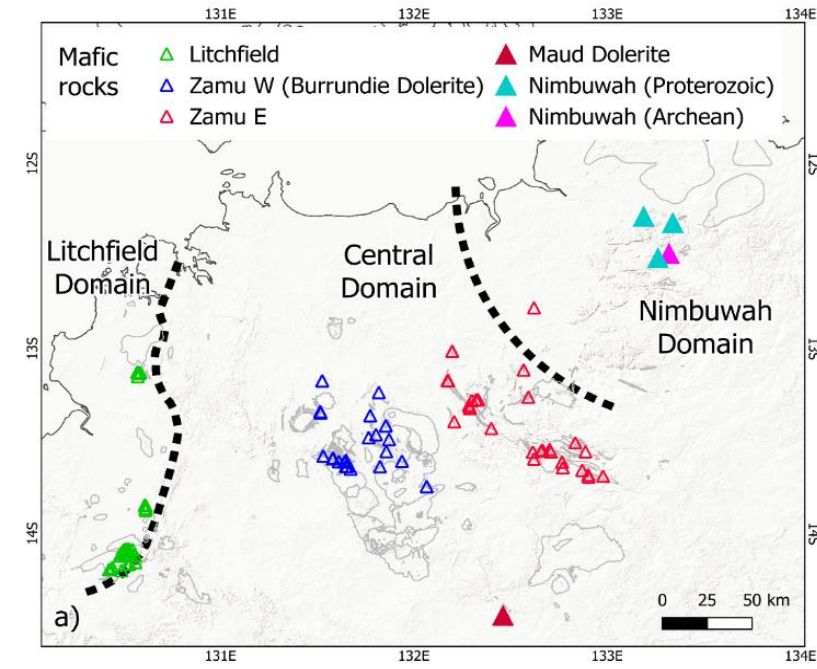 131E 132E 133E 134E
Mafic rocks
Litchfield
Zamu W (Burrundie Dolerite)
Zamu E
Maud Dolerite
Nimbuwah (Proterozoic)
Nimbuwah (Archean)
12S 12S
Litchfield
Domain
Central
Domain
Nimbuwah
Domain
13S 13S
14S 14S
0 25 50 km
a)
131E 132E 133E 134E